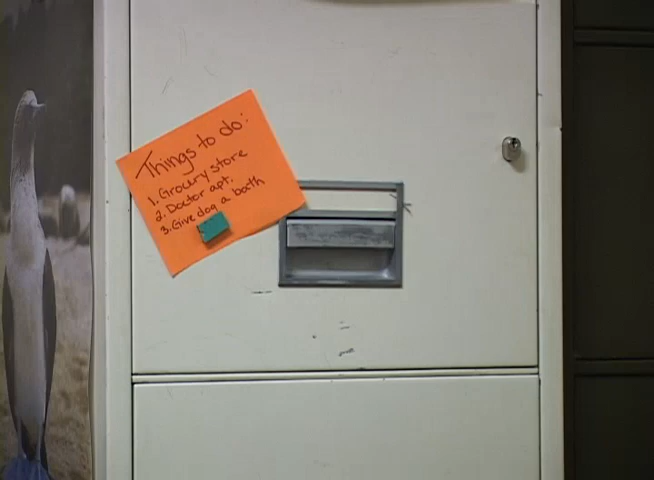 Things to do:
1. Grocery store
2. Doctor apt.
3. Give dog a bath